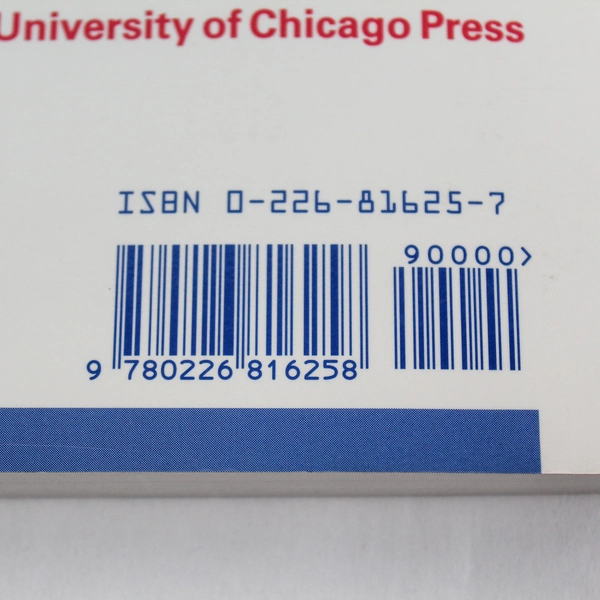 University of Chicago Press
ISBN 0-226-81625-7
90000>
9 780226 816258